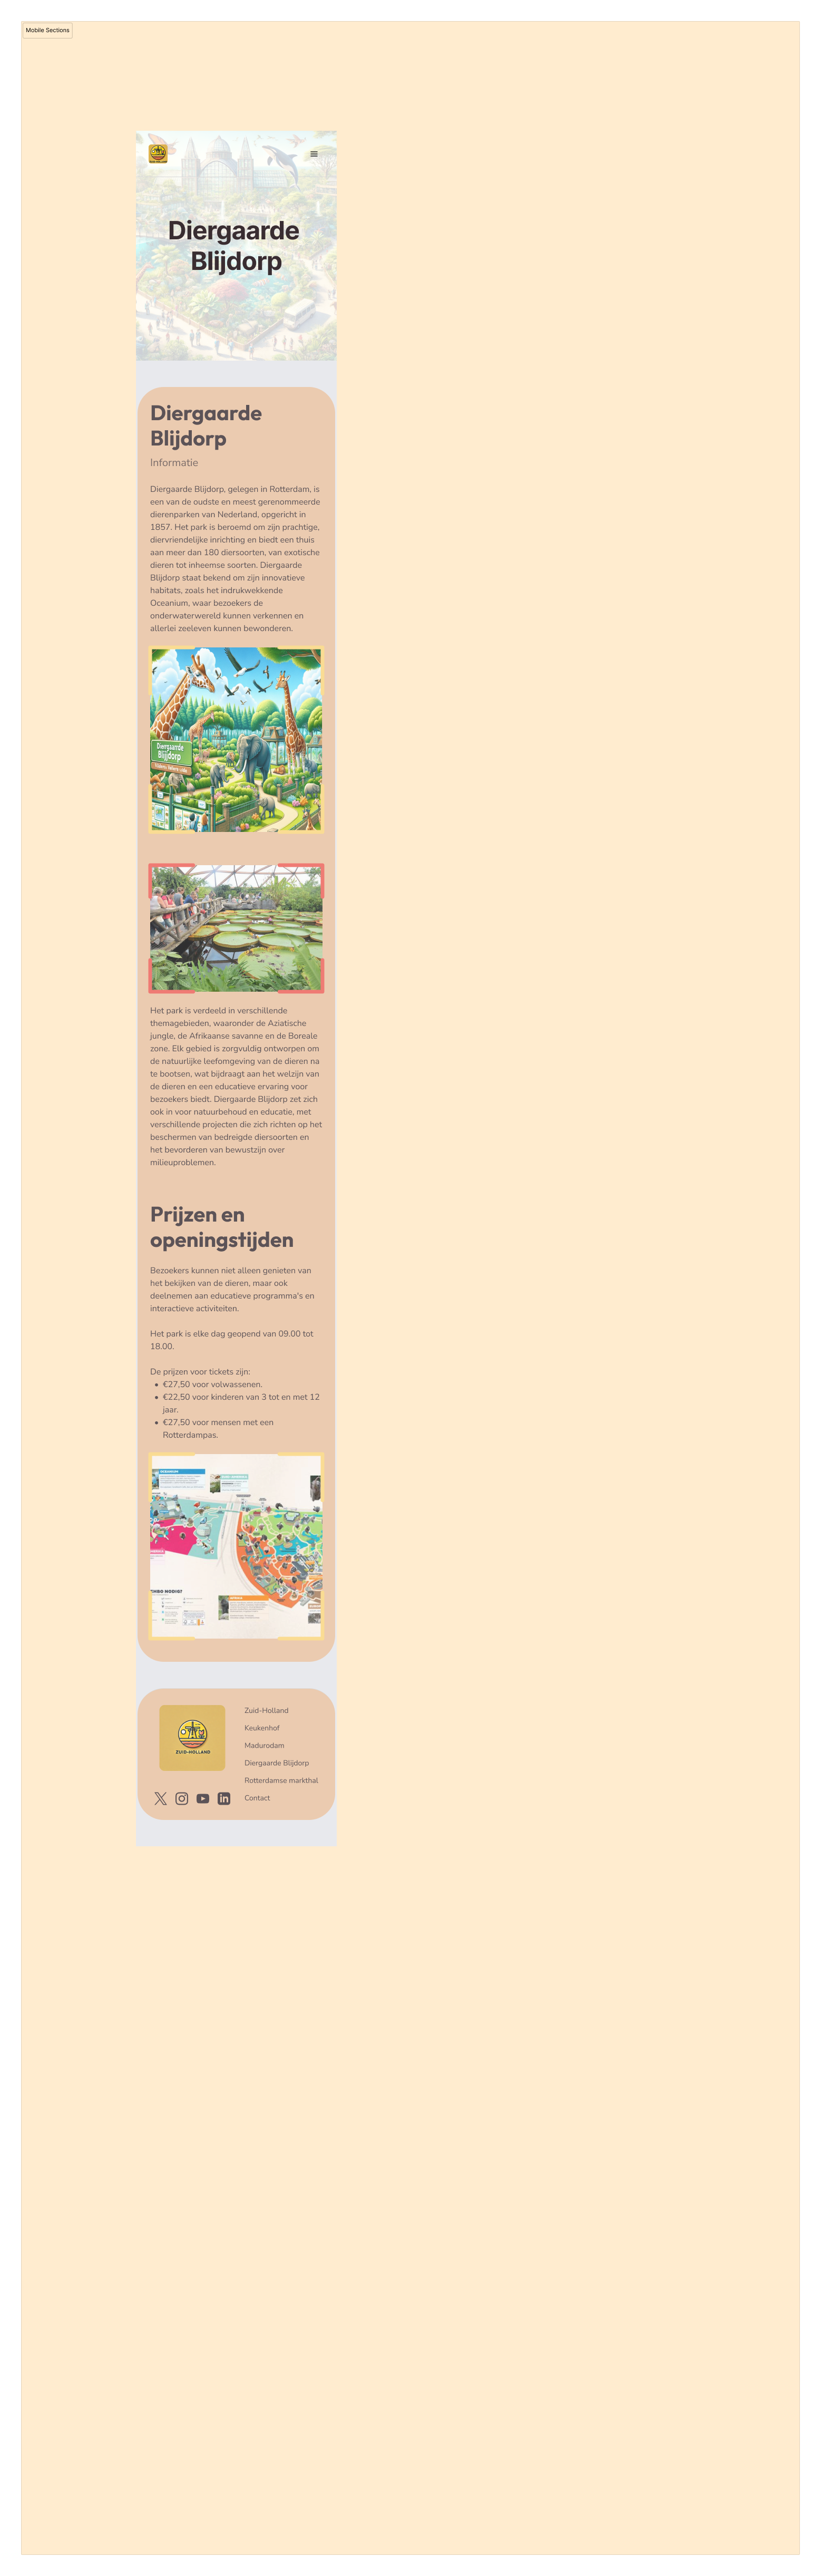 Mobile Sections
Diergaarde
Blijdorp
Diergaarde
Blijdorp
Informatie
Diergaarde Blijdorp, gelegen in Rotterdam, is
een van de oudste en meest gerenommeerde
dierenparken van Nederland, opgericht in
1857. Het park is beroemd om zijn prachtige,
diervriendelijke inrichting en biedt een thuis
aan meer dan 180 diersoorten, van exotische
dieren tot inheemse soorten. Diergaarde
Blijdorp staat bekend om zijn innovatieve
habitats, zoals het indrukwekkende
Oceanium, waar bezoekers de
onderwaterwereld kunnen verkennen en
allerlei zeeleven kunnen bewonderen.
Diergaarde
Blijdorp
Het park is verdeeld in verschillende
themagebieden, waaronder de Aziatische
jungle, de Afrikaanse savanne en de Boreale
zone. Elk gebied is zorgvuldig ontworpen om
de natuurlijke leefomgeving van de dieren na
te bootsen, wat bijdraagt aan het welzijn van
de dieren en een educatieve ervaring voor
bezoekers biedt. Diergaarde Blijdorp zet zich
ook in voor natuurbehoud en educatie, met
verschillende projecten die zich richten op het
beschermen van bedreigde diersoorten en
het bevorderen van bewustzijn over
milieuproblemen.
Prijzen en
openingstijden
Bezoekers kunnen niet alleen genieten van
het bekijken van de dieren, maar ook
deelnemen aan educatieve programma's en
interactieve activiteiten.
Het park is elke dag geopend van 09.00 tot
18.00.
De prijzen voor tickets zijn:
• €27,50 voor volwassenen.
• €22,50 voor kinderen van 3 tot en met 12
jaar.
• €27,50 voor mensen met een
Rotterdampas.
ZUID-HOLLAND
Zuid-Holland
Keukenhof
Madurodam
Diergaarde Blijdorp
Rotterdamse markthal
Contact